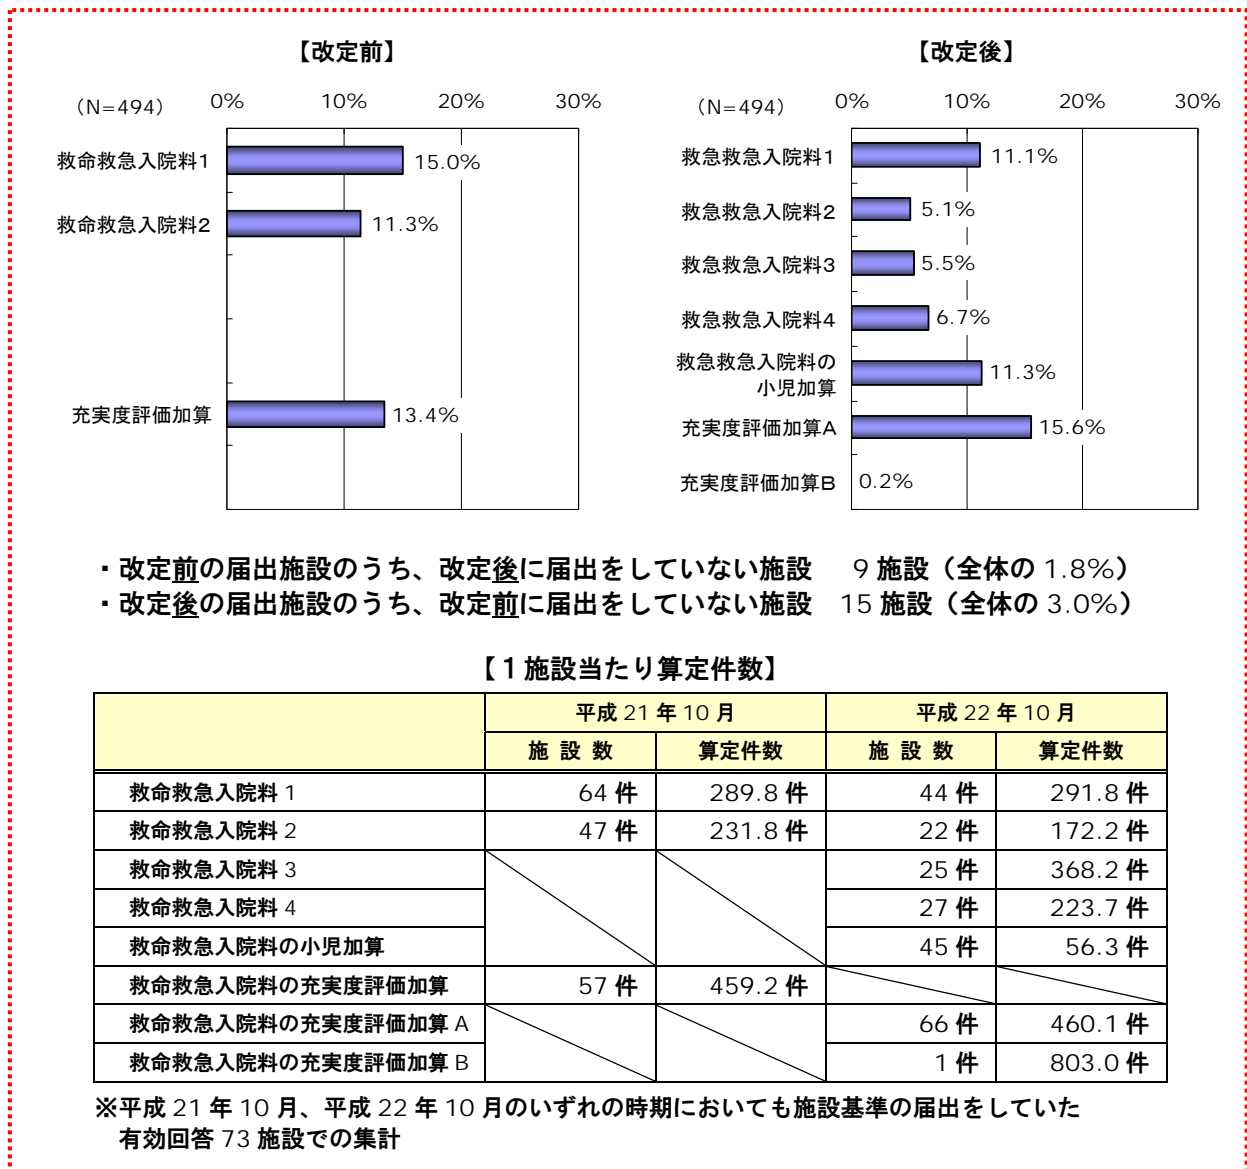 【改定前】
(N=494) 0% 10% 20% 30%
救命救急入院料1 15.0%
救命救急入院料2 11.3%
充実度評価加算 13.4%
【改定後】
(N=494) 0% 10% 20% 30%
救急救急入院料1 11.1%
救急救急入院料2 5.1%
救急救急入院料3 5.5%
救急救急入院料4 6.7%
救急救急入院料の
小児加算 11.3%
充実度評価加算A 15.6%
充実度評価加算B 0.2%
・改定前の届出施設のうち、改定後に届出をしていない施設 9 施設（全体の 1.8%）
・改定後の届出施設のうち、改定前に届出をしていない施設 15 施設（全体の 3.0%）
【１施設当たり算定件数】
平成 21 年 10 月 平成 22 年 10 月
施 設 数 算定件数 施 設 数 算定件数
救命救急入院料 1 64 件 289.8 件 44 件 291.8 件
救命救急入院料 2 47 件 231.8 件 22 件 172.2 件
救命救急入院料 3 25 件 368.2 件
救命救急入院料 4 27 件 223.7 件
救命救急入院料の小児加算 45 件 56.3 件
救命救急入院料の充実度評価加算 57 件 459.2 件
救命救急入院料の充実度評価加算 A 66 件 460.1 件
救命救急入院料の充実度評価加算 B 1 件 803.0 件
※平成 21 年 10 月、平成 22 年 10 月のいずれの時期においても施設基準の届出をしていた
有効回答 73 施設での集計